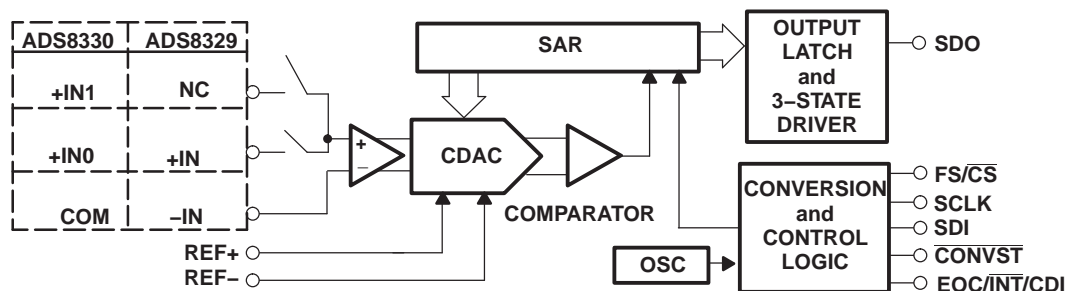 ADS8330 ADS8329
+IN1 NC
+IN0 +IN
COM –IN
REF+
REF–
+
–
CDAC
COMPARATOR
SAR
OUTPUT
LATCH
and
3–STATE
DRIVER
SDO
OSC
CONVERSION
and
CONTROL
LOGIC
FS/CS
SCLK
SDI
CONVST
EOC/INT/CDI